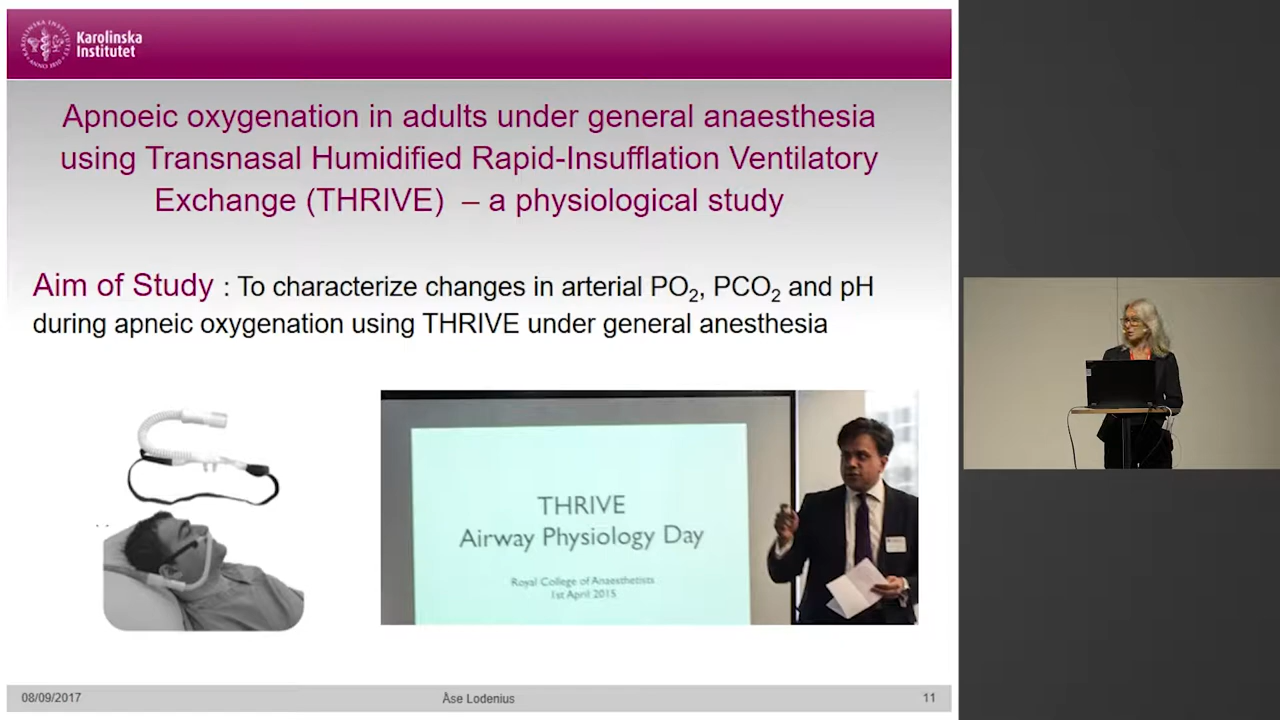 Karolinska
Institutet
Apnoeic oxygenation in adults under general anaesthesia
using Transnasal Humidified Rapid-Insufflation Ventilatory
Exchange (THRIVE) – a physiological study
Aim of Study : To characterize changes in arterial PO₂, PCO₂ and pH
during apneic oxygenation using THRIVE under general anesthesia
THRIVE
Airway Physiology Day
Royal College of Anaesthetists
1st April 2015
08/09/2017
Åse Lodenius
11